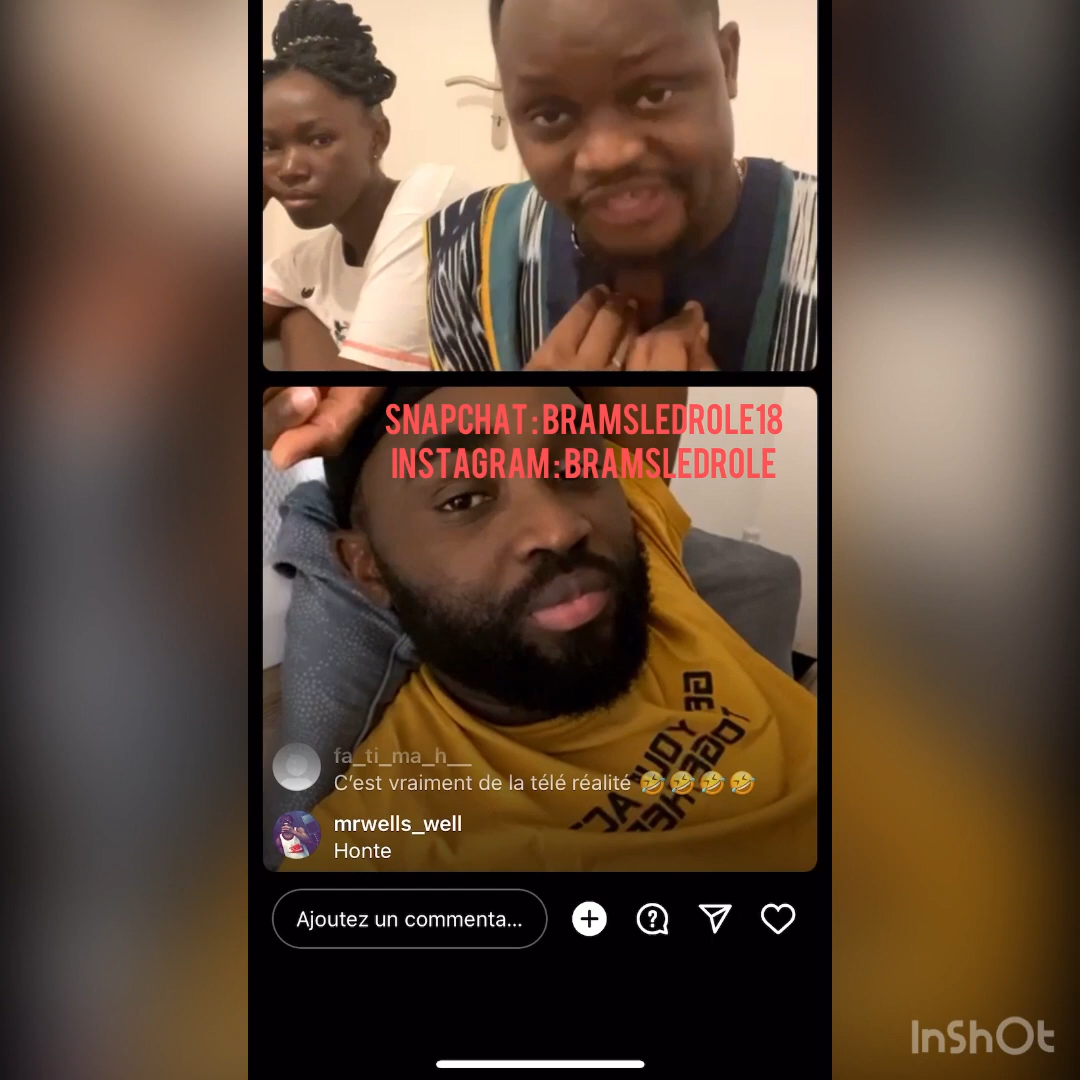 SNAPCHAT : BRAMSLEDROLE18
INSTAGRAM : BRAMSLEDROLE
fa_ti_ma_h__
C'est vraiment de la télé réalité 🤣🤣🤣🤣
mrwells_well
Honte
Ajoutez un commenta...
InShOt